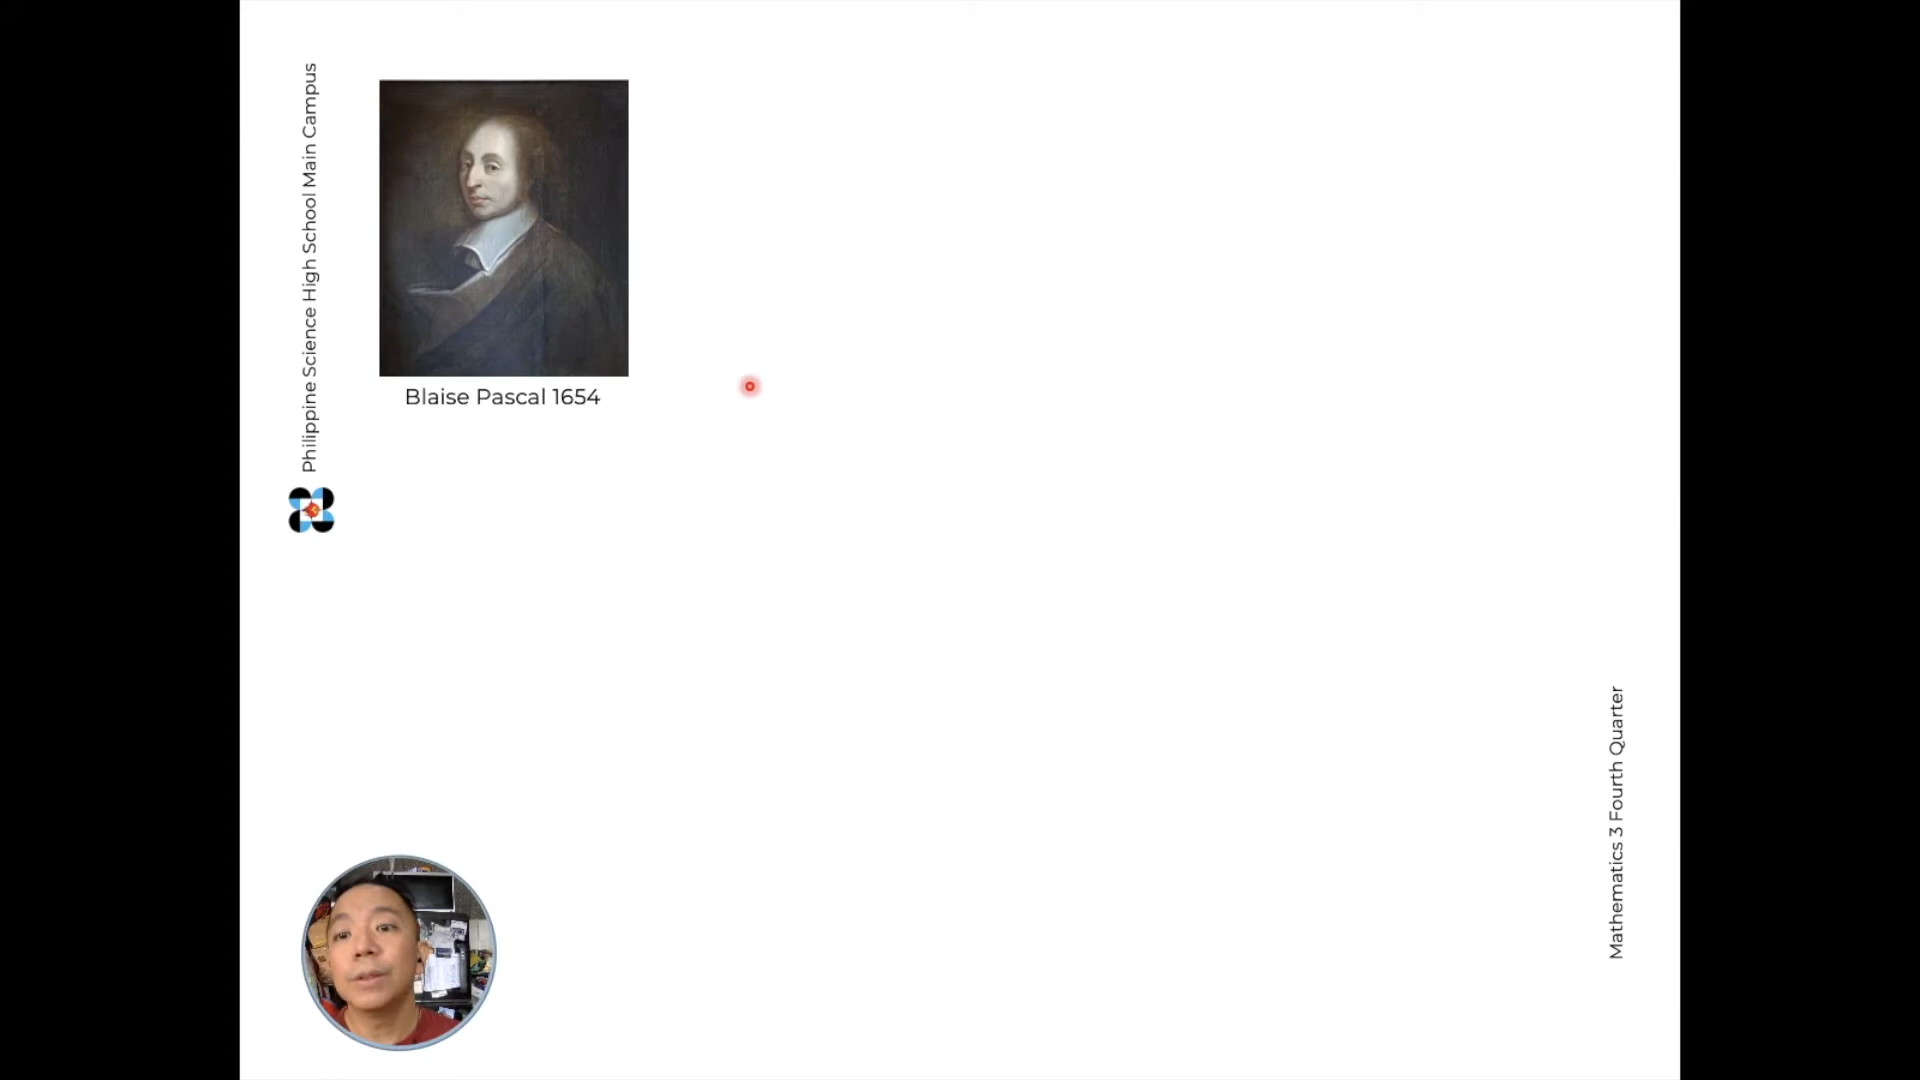 Philippine Science High School Main Campus
Blaise Pascal 1654
Mathematics 3 Fourth Quarter